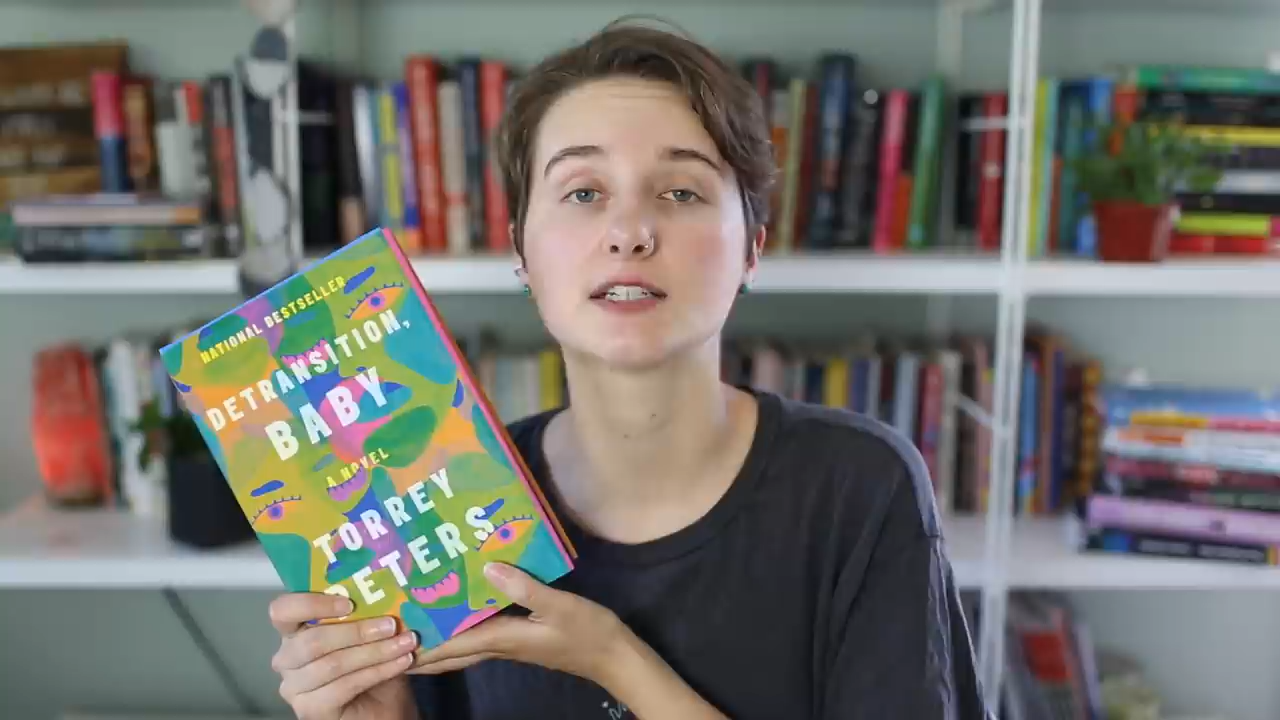 NATIONAL BESTSELLER
DETRANSITION,
BABY
A NOVEL
TORREY
PETERS